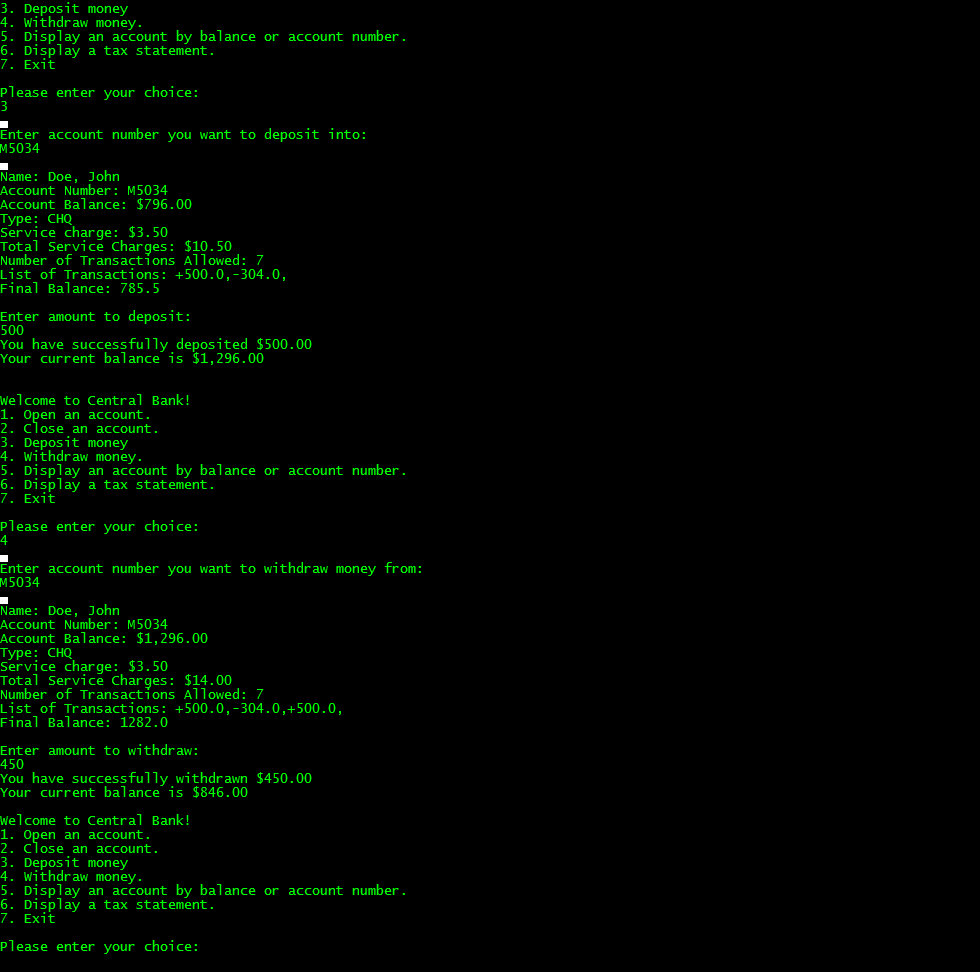 3. Deposit money
4. Withdraw money.
5. Display an account by balance or account number.
6. Display a tax statement.
7. Exit
Please enter your choice:
3
Enter account number you want to deposit into:
M5034
Name: Doe, John
Account Number: M5034
Account Balance: $796.00
Type: CHQ
Service charge: $3.50
Total Service Charges: $10.50
Number of Transactions Allowed: 7
List of Transactions: +500.0,-304.0,
Final Balance: 785.5
Enter amount to deposit:
500
You have successfully deposited $500.00
Your current balance is $1,296.00
Welcome to Central Bank!
1. Open an account.
2. Close an account.
3. Deposit money
4. Withdraw money.
5. Display an account by balance or account number.
6. Display a tax statement.
7. Exit
Please enter your choice:
4
Enter account number you want to withdraw money from:
M5034
Name: Doe, John
Account Number: M5034
Account Balance: $1,296.00
Type: CHQ
Service charge: $3.50
Total Service Charges: $14.00
Number of Transactions Allowed: 7
List of Transactions: +500.0,-304.0,+500.0,
Final Balance: 1282.0
Enter amount to withdraw:
450
You have successfully withdrawn $450.00
Your current balance is $846.00
Welcome to Central Bank!
1. Open an account.
2. Close an account.
3. Deposit money
4. Withdraw money.
5. Display an account by balance or account number.
6. Display a tax statement.
7. Exit
Please enter your choice: